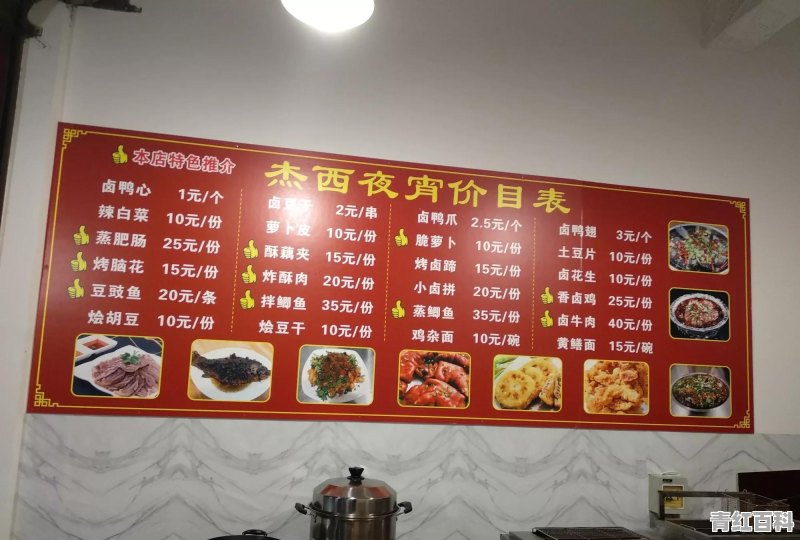 本店特色推介
杰西夜宵价目表
卤鸭心 1元/个
辣白菜 10元/份
蒸肥肠 25元/份
烤脑花 15元/份
豆豉鱼 20元/条
烩胡豆 10元/份
卤豆干 2元/串
萝卜皮 10元/份
酥藕夹 15元/份
炸酥肉 20元/份
拌鲫鱼 35元/份
烩豆干 10元/份
卤鸭爪 2.5元/个
脆萝卜 10元/份
烤卤蹄 15元/份
小卤拼 20元/份
蒸鲫鱼 35元/份
鸡杂面 10元/碗
卤鸭翅 3元/个
土豆片 10元/份
卤花生 10元/份
香卤鸡 25元/份
卤牛肉 40元/份
黄鳝面 15元/碗
青红百科